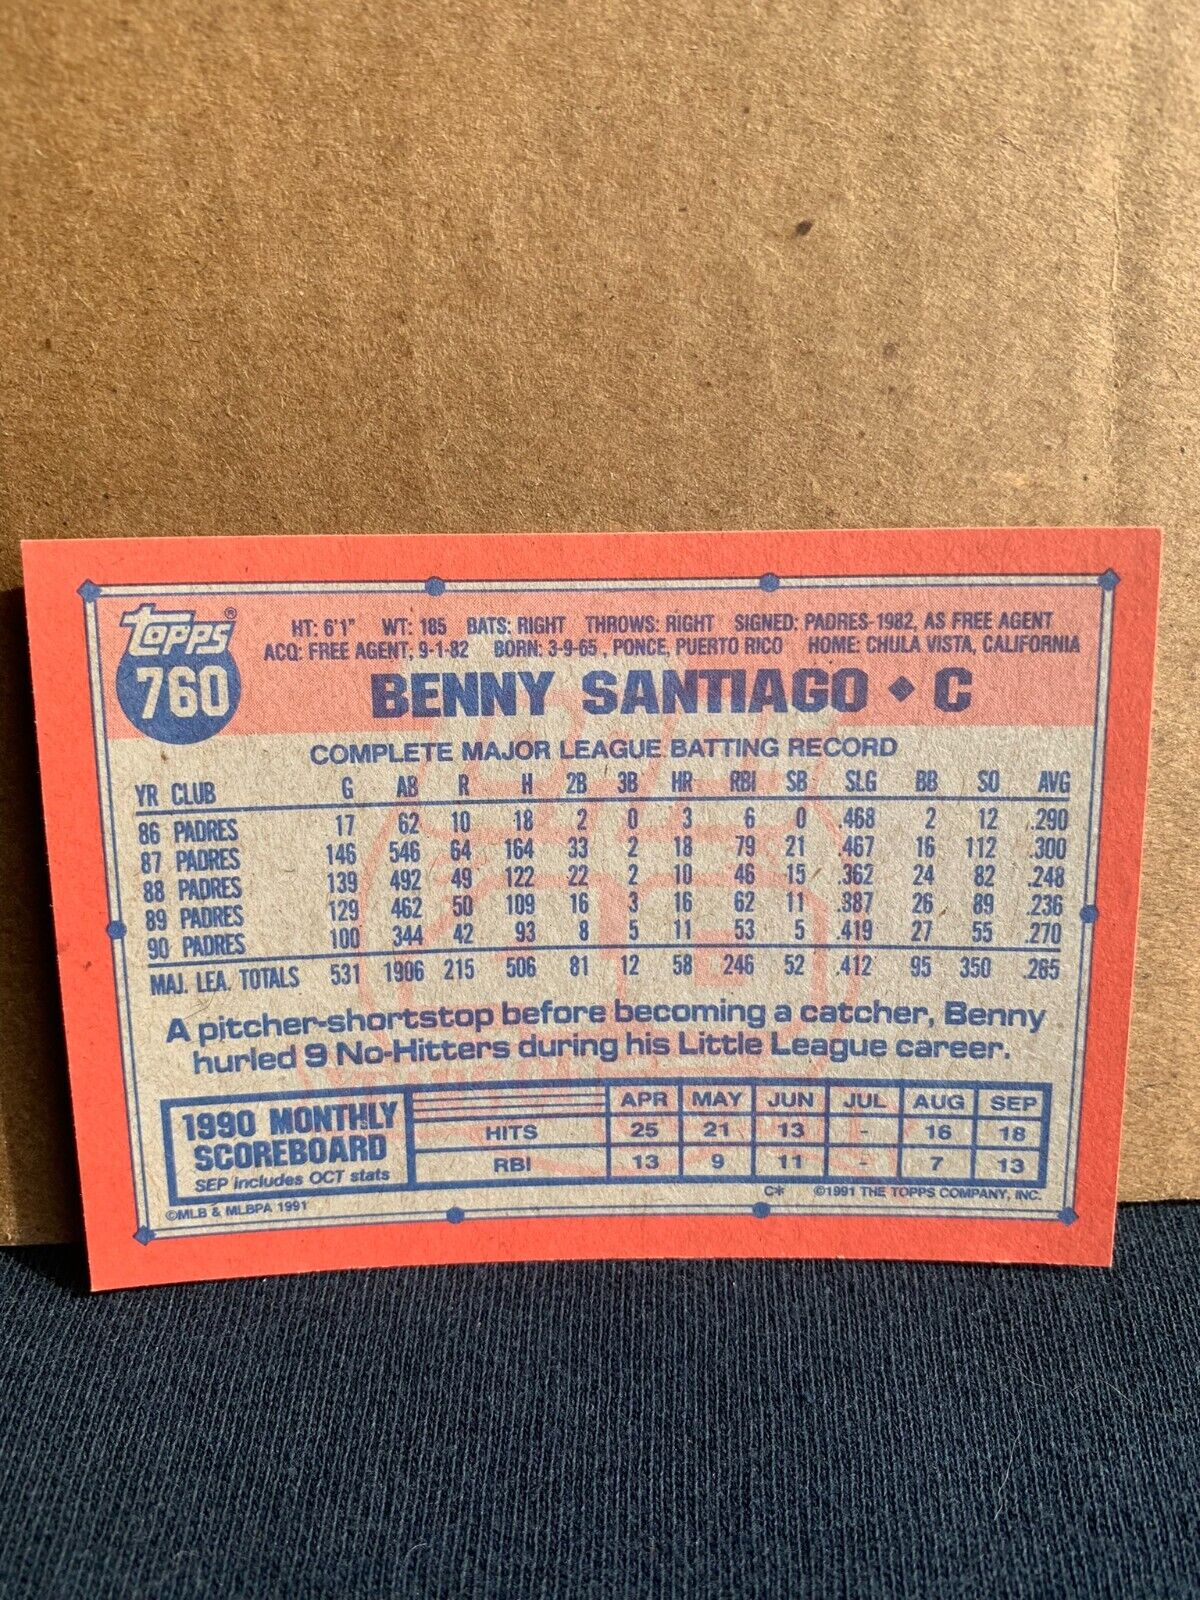 Topps®
760
HT: 6'1" WT: 185 BATS: RIGHT THROWS: RIGHT SIGNED: PADRES-1982, AS FREE AGENT
ACQ: FREE AGENT, 9-1-82 BORN: 3-9-65 , PONCE, PUERTO RICO HOME: CHULA VISTA, CALIFORNIA
BENNY SANTIAGO ◆ C
COMPLETE MAJOR LEAGUE BATTING RECORD
YR CLUB G AB R H 2B 3B HR RBI SB SLG BB SO AVG
86 PADRES 17 62 10 18 2 0 3 6 0 .468 2 12 .290
87 PADRES 146 546 64 164 33 2 18 79 21 .467 16 112 .300
88 PADRES 139 492 49 122 22 2 10 46 15 .362 24 82 .248
89 PADRES 129 462 50 109 16 3 16 62 11 .387 26 89 .236
90 PADRES 100 344 42 93 8 5 11 53 5 .419 27 55 .270
MAJ. LEA. TOTALS 531 1906 215 506 81 12 58 246 52 .412 95 350 .265
A pitcher-shortstop before becoming a catcher, Benny
hurled 9 No-Hitters during his Little League career.
1990 MONTHLY
SCOREBOARD
SEP includes OCT stats
APR MAY JUN JUL AUG SEP
HITS 25 21 13 - 16 18
RBI 13 9 11 - 7 13
©MLB & MLBPA 1991
C* ©1991 THE TOPPS COMPANY, INC.